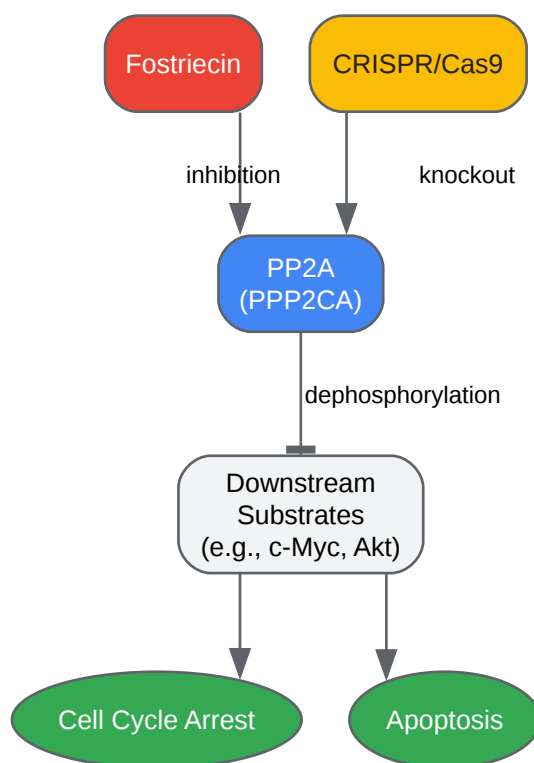 Fostriecin
CRISPR/Cas9
inhibition
knockout
PP2A
(PPP2CA)
dephosphorylation
Downstream
Substrates
(e.g., c-Myc, Akt)
Cell Cycle Arrest
Apoptosis